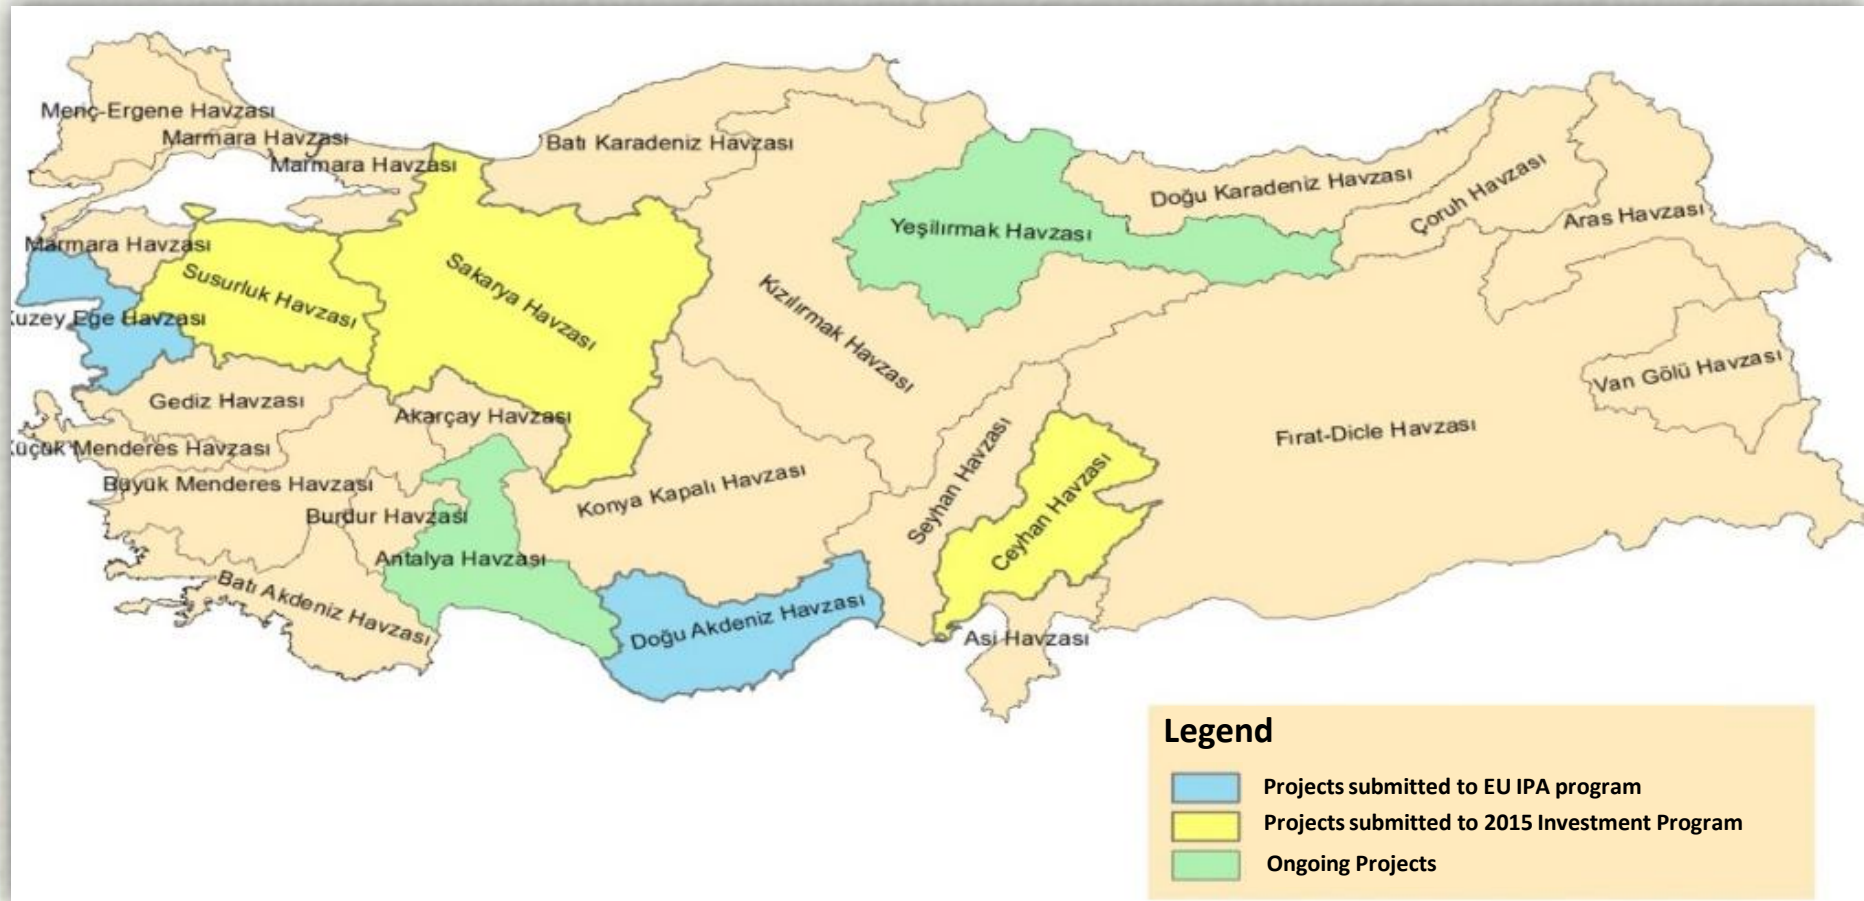 Meriç-Ergene Havzası
Marmara Havzası
Marmara Havzası
Batı Karadeniz Havzası
Doğu Karadeniz Havzası
Çoruh Havzası
Aras Havzası
Yeşilırmak Havzası
Marmara Havzası
Susurluk Havzası
Sakarya Havzası
Kızılırmak Havzası
Kuzey Ege Havzası
Van Gölü Havzası
Gediz Havzası
Akarçay Havzası
Fırat-Dicle Havzası
Küçük Menderes Havzası
Büyük Menderes Havzası
Konya Kapalı Havzası
Seyhan Havzası
Ceyhan Havzası
Burdur Havzası
Antalya Havzası
Batı Akdeniz Havzası
Doğu Akdeniz Havzası
Asi Havzası
Legend
Projects submitted to EU IPA program
Projects submitted to 2015 Investment Program
Ongoing Projects